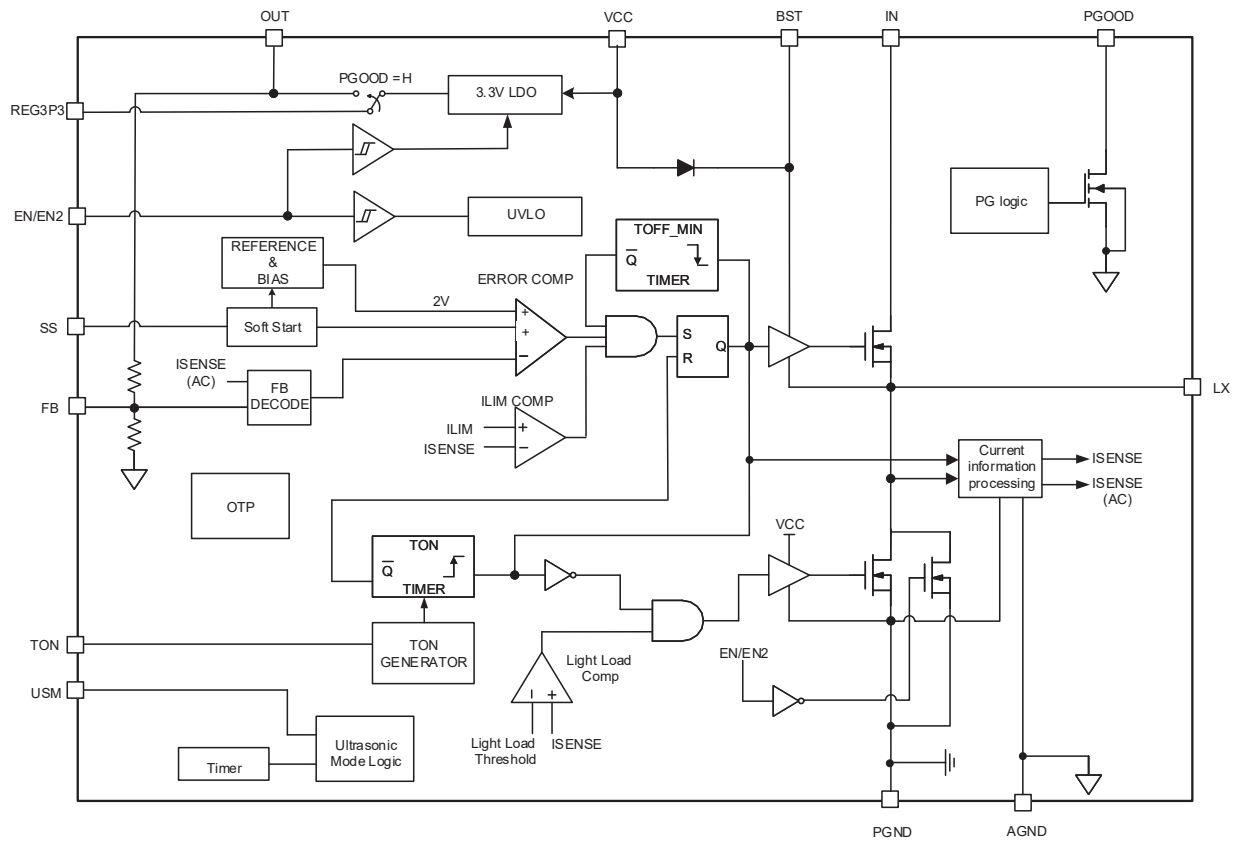 OUT
VCC
BST
IN
PGOOD
PGOOD =H
3.3V LDO
REG3P3
EN/EN2
UVLO
PG logic
TOFF_MIN
Q
TIMER
REFERENCE
&
BIAS
ERROR COMP
2V
+
+
−
SS
Soft Start
S
R
Q
ISENSE
(AC)
FB
DECODE
FB
LX
ILIM COMP
ILIM
ISENSE
+
−
Current
information
processing
ISENSE
ISENSE
(AC)
OTP
VCC
TON
Q
TIMER
TON
TON
GENERATOR
USM
Light Load
Comp
EN/EN2
−
+
Light Load
Threshold
ISENSE
Ultrasonic
Mode Logic
Timer
PGND
AGND